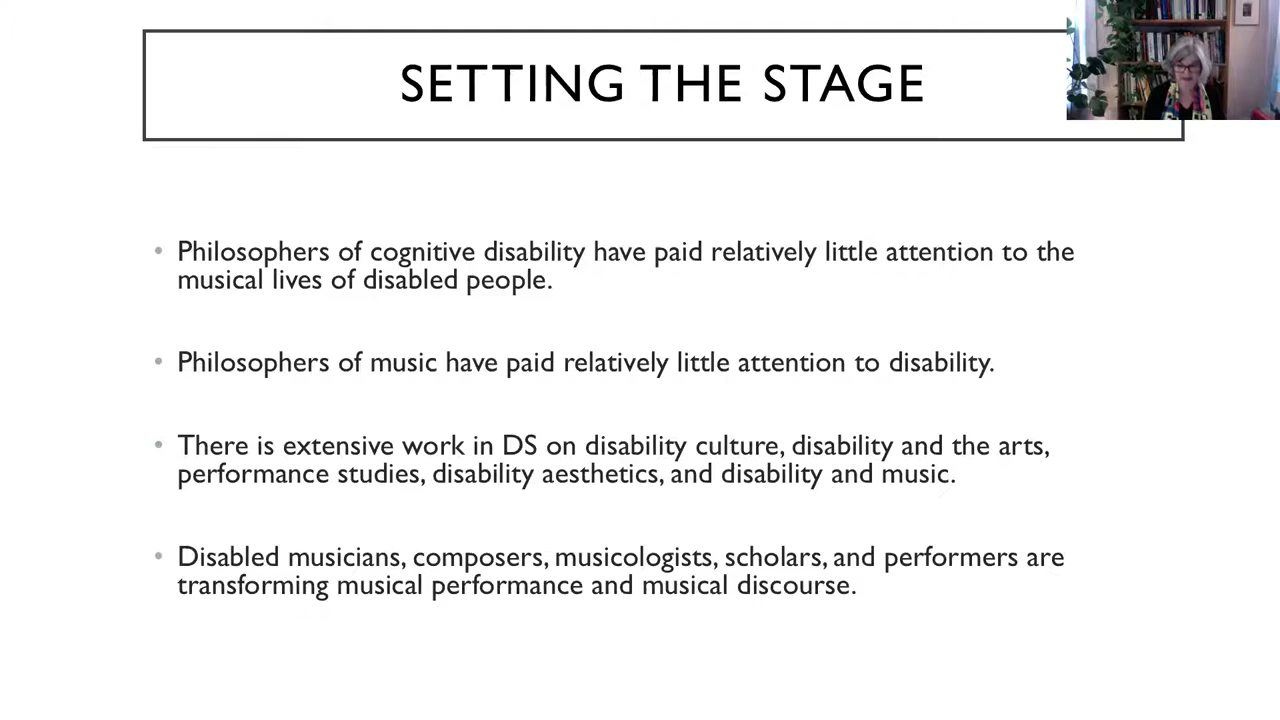 SETTING THE STAGE
• Philosophers of cognitive disability have paid relatively little attention to the
musical lives of disabled people.
• Philosophers of music have paid relatively little attention to disability.
• There is extensive work in DS on disability culture, disability and the arts,
performance studies, disability aesthetics, and disability and music.
• Disabled musicians, composers, musicologists, scholars, and performers are
transforming musical performance and musical discourse.